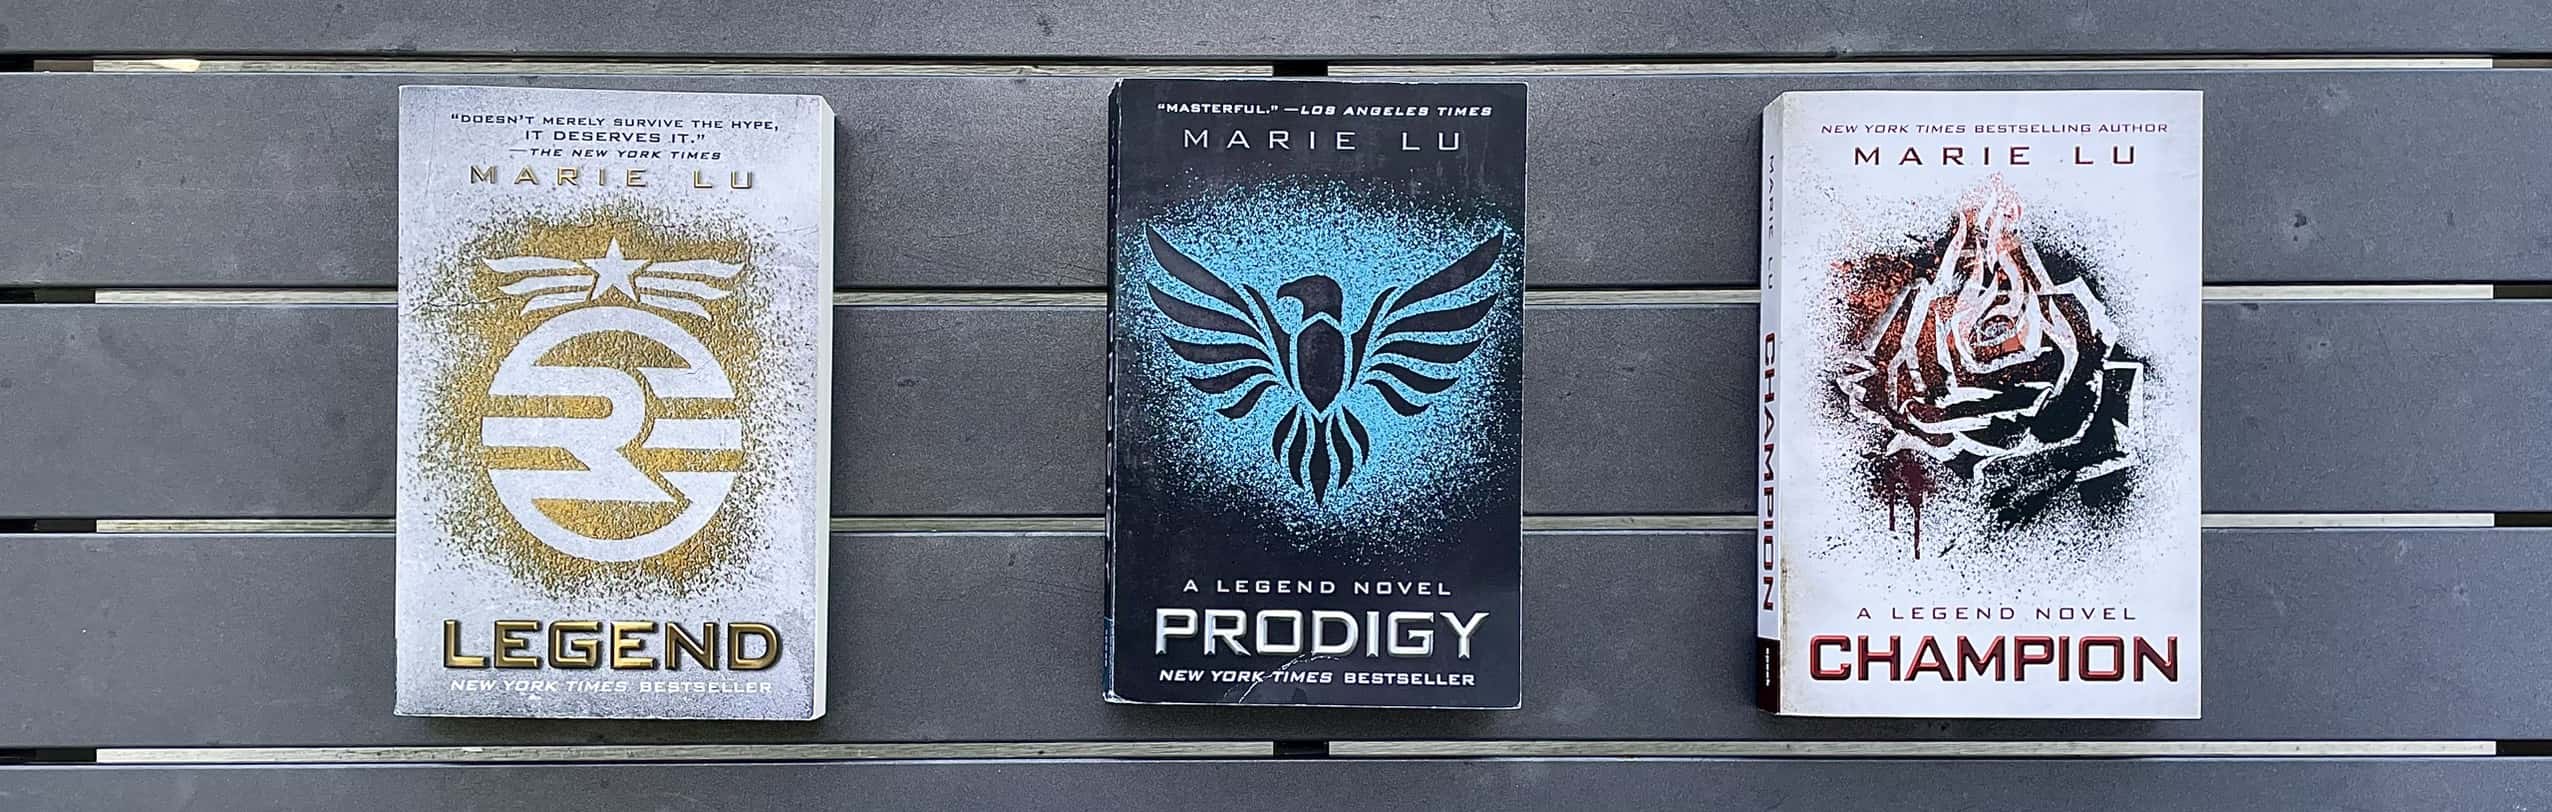 “DOESN’T MERELY SURVIVE THE HYPE,
IT DESERVES IT.”
—THE NEW YORK TIMES
MARIE LU
R
LEGEND
NEW YORK TIMES BESTSELLER
“MASTERFUL.” —LOS ANGELES TIMES
MARIE LU
A LEGEND NOVEL
PRODIGY
NEW YORK TIMES BESTSELLER
MARIE LU
CHAMPION
NEW YORK TIMES BESTSELLING AUTHOR
MARIE LU
A LEGEND NOVEL
CHAMPION